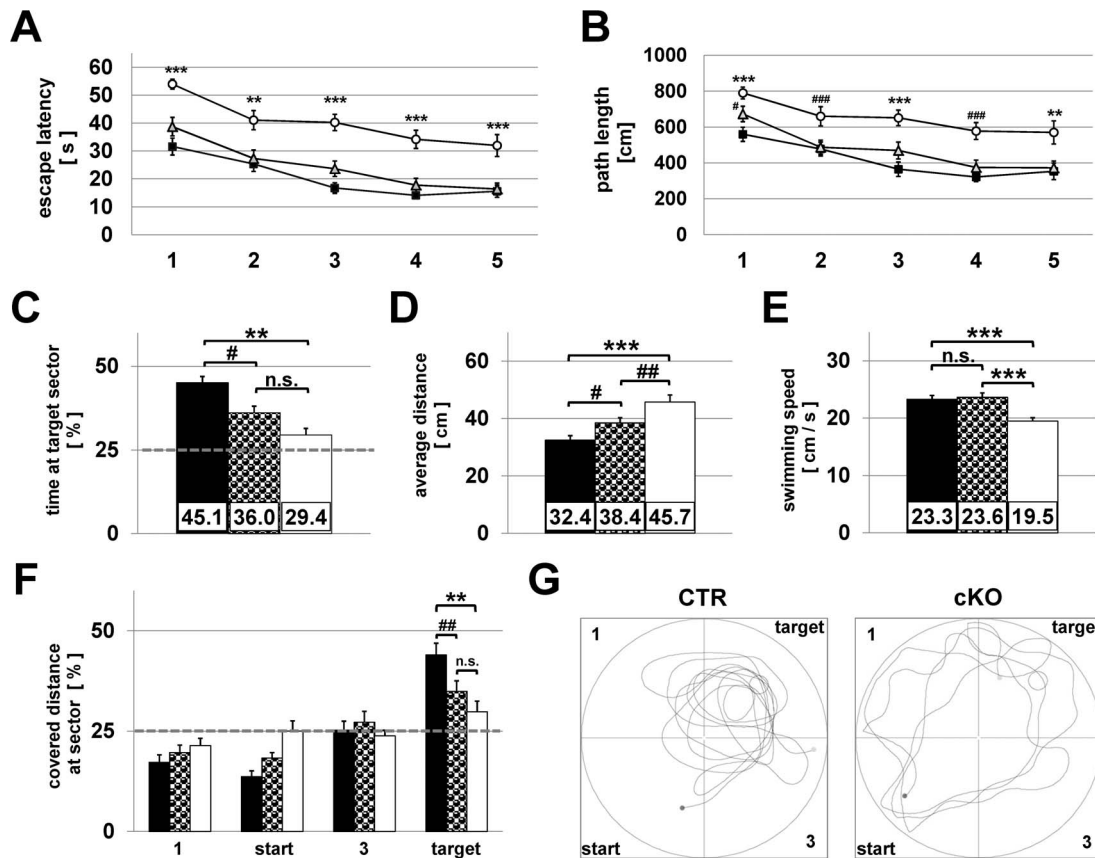 A
escape latency
[ s ]
60
50
40
30
20
10
0
***
**
***
***
***
1 2 3 4 5
B
path length
[cm]
1000
800
600
400
200
0
***
#
###
***
###
**
1 2 3 4 5
C
time at target sector
[ % ]
50
25
0
**
#
n.s.
45.1 36.0 29.4
D
average distance
[ cm ]
60
40
20
0
***
##
#
32.4 38.4 45.7
E
swimming speed
[ cm / s ]
30
20
10
0
***
n.s.
***
23.3 23.6 19.5
F
covered distance
at sector [ % ]
50
25
0
**
##
n.s.
1 start 3 target
G
CTR
1
target
start
3
cKO
1
target
start
3